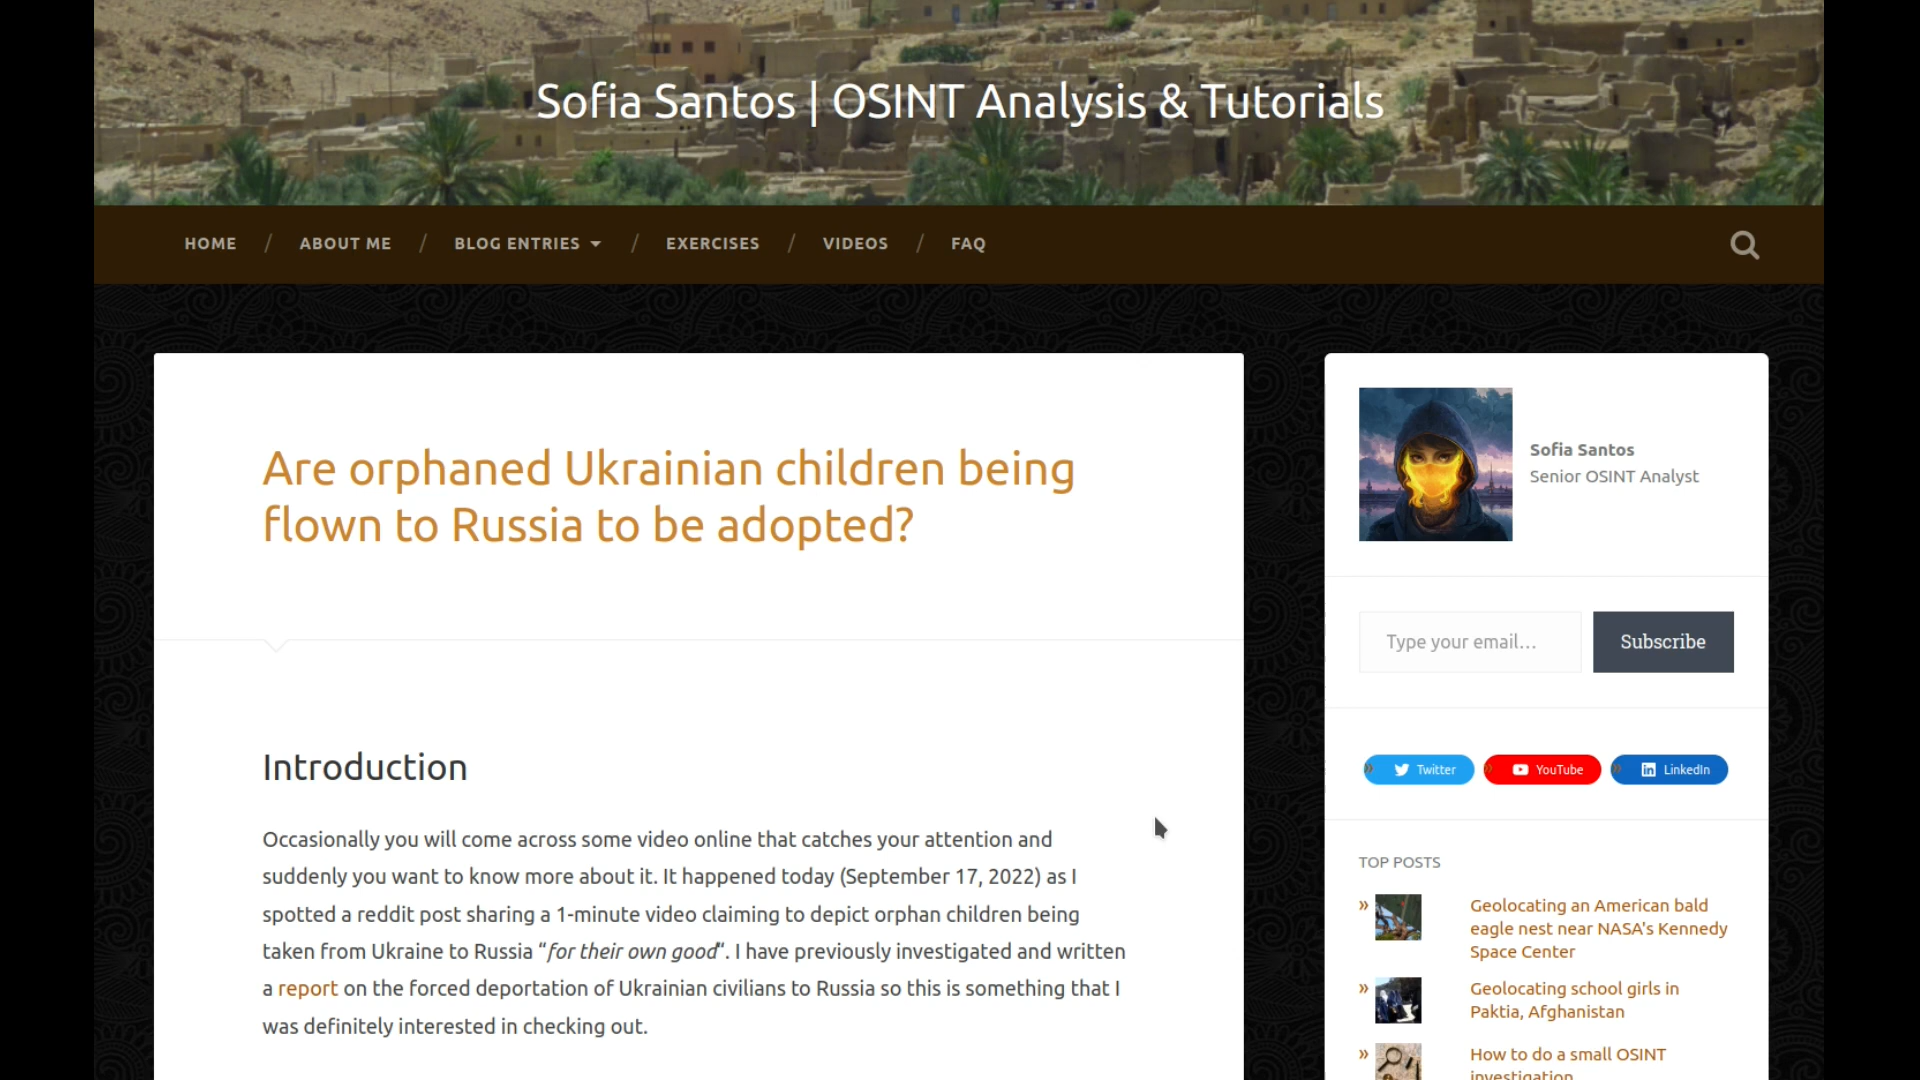 Sofia Santos | OSINT Analysis & Tutorials
HOME / ABOUT ME / BLOG ENTRIES / EXERCISES / VIDEOS / FAQ
Are orphaned Ukrainian children being
flown to Russia to be adopted?
Introduction
Occasionally you will come across some video online that catches your attention and
suddenly you want to know more about it. It happened today (September 17, 2022) as I
spotted a reddit post sharing a 1-minute video claiming to depict orphan children being
taken from Ukraine to Russia “for their own good“. I have previously investigated and written
a report on the forced deportation of Ukrainian civilians to Russia so this is something that I
was definitely interested in checking out.
Sofia Santos
Senior OSINT Analyst
Type your email…
Subscribe
» Twitter
» YouTube
» LinkedIn
TOP POSTS
» Geolocating an American bald
eagle nest near NASA's Kennedy
Space Center
» Geolocating school girls in
Paktia, Afghanistan
» How to do a small OSINT
investigation